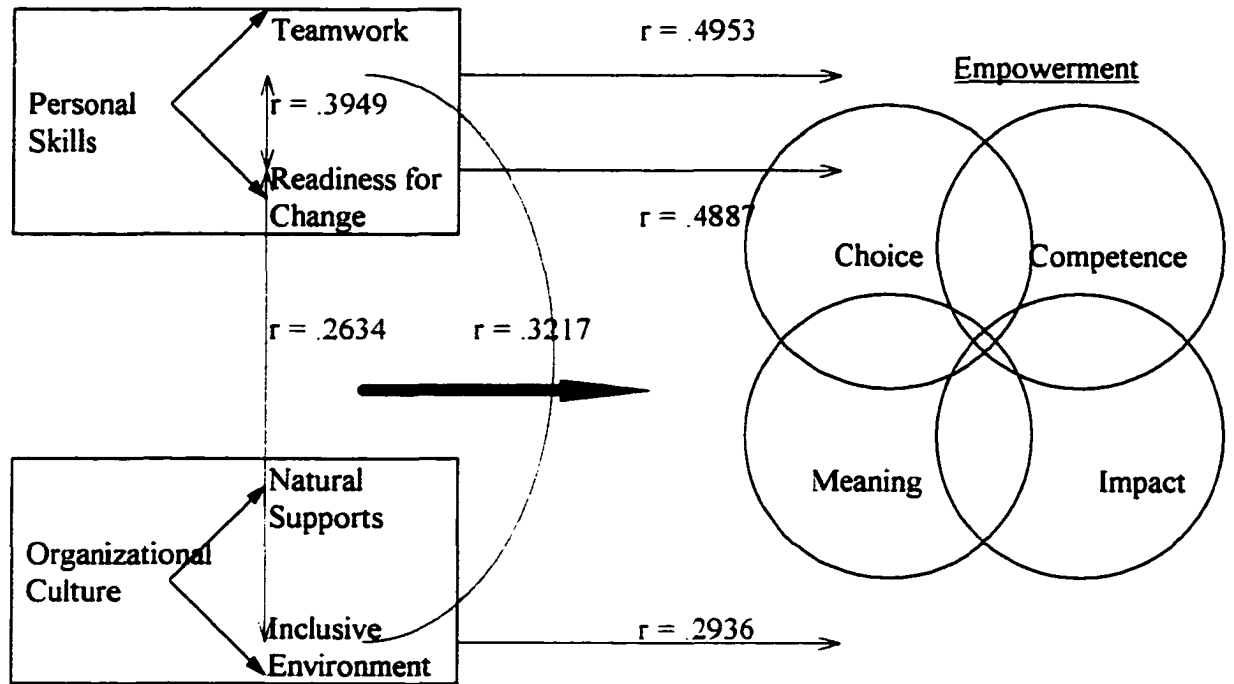 Teamwork
r = .4953
Empowerment
Personal
Skills
r = .3949
Readiness for
Change
r = .4887
Choice
Competence
r = .2634
r = .3217
Natural
Supports
Meaning
Impact
Organizational
Culture
Inclusive
Environment
r = .2936